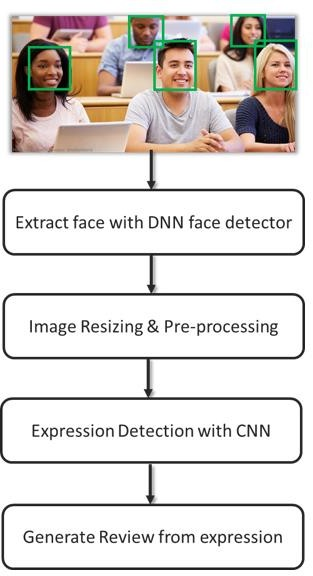 Extract face with DNN face detector
Image Resizing & Pre-processing
Expression Detection with CNN
Generate Review from expression